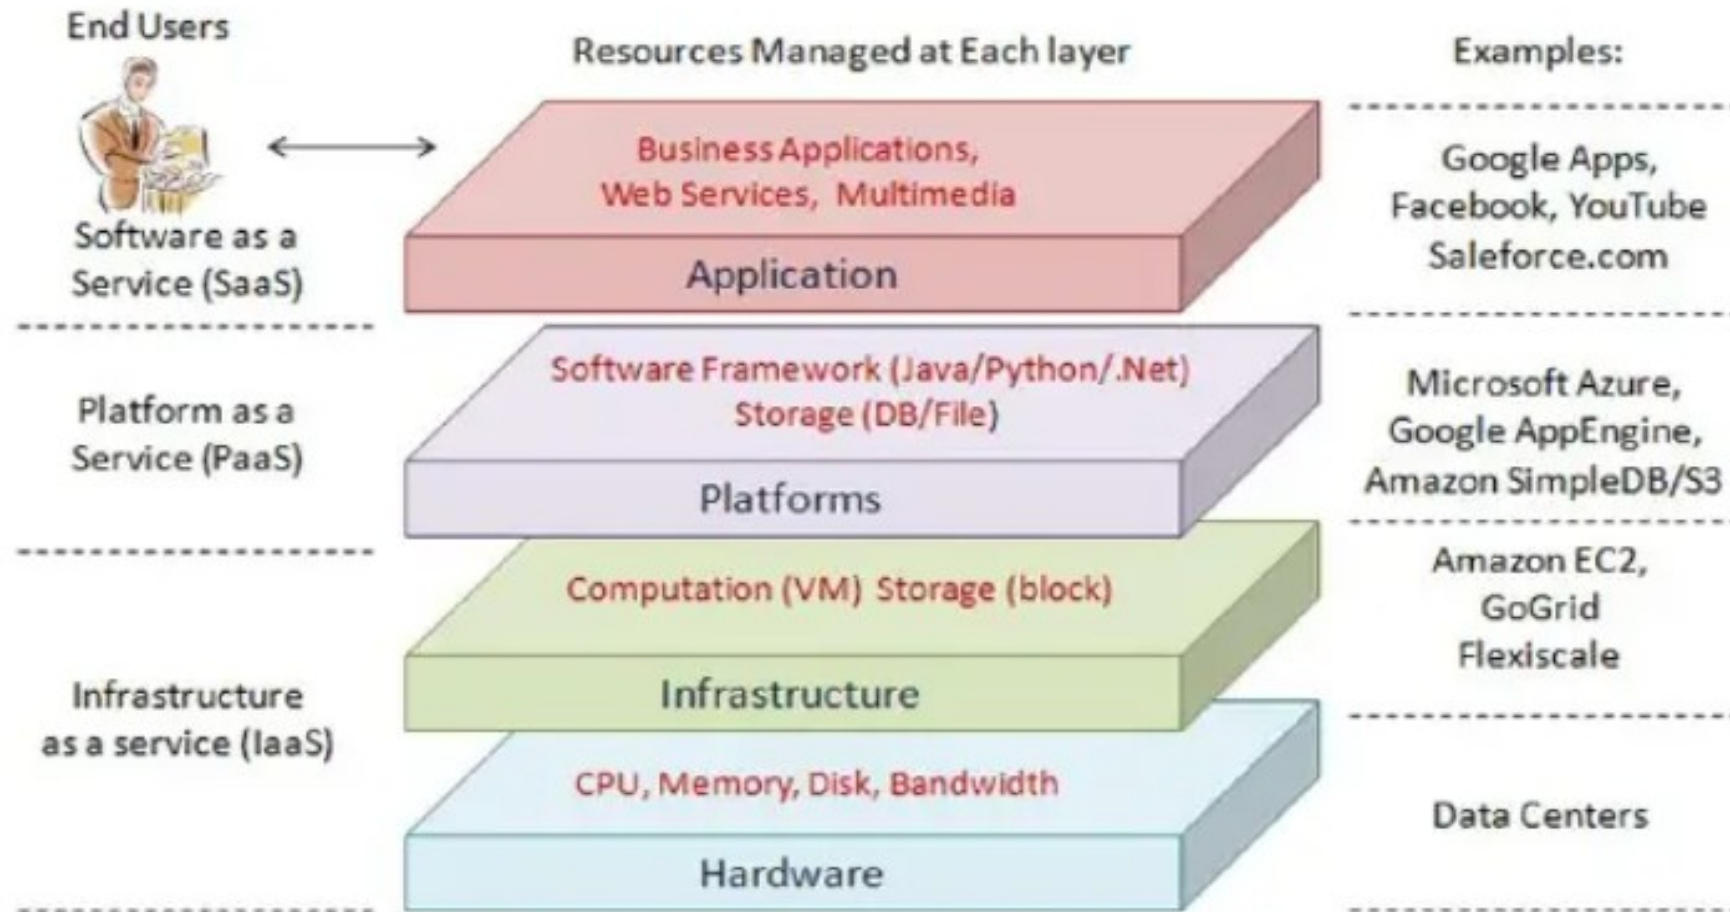 End Users
Resources Managed at Each layer
Examples:
Business Applications,
Web Services, Multimedia
Application
Software as a
Service (SaaS)
Google Apps,
Facebook, YouTube
Saleforce.com
Software Framework (Java/Python/.Net)
Storage (DB/File)
Platforms
Platform as a
Service (PaaS)
Microsoft Azure,
Google AppEngine,
Amazon SimpleDB/S3
Computation (VM) Storage (block)
Infrastructure
Amazon EC2,
GoGrid
Flexiscale
Infrastructure
as a service (IaaS)
CPU, Memory, Disk, Bandwidth
Hardware
Data Centers